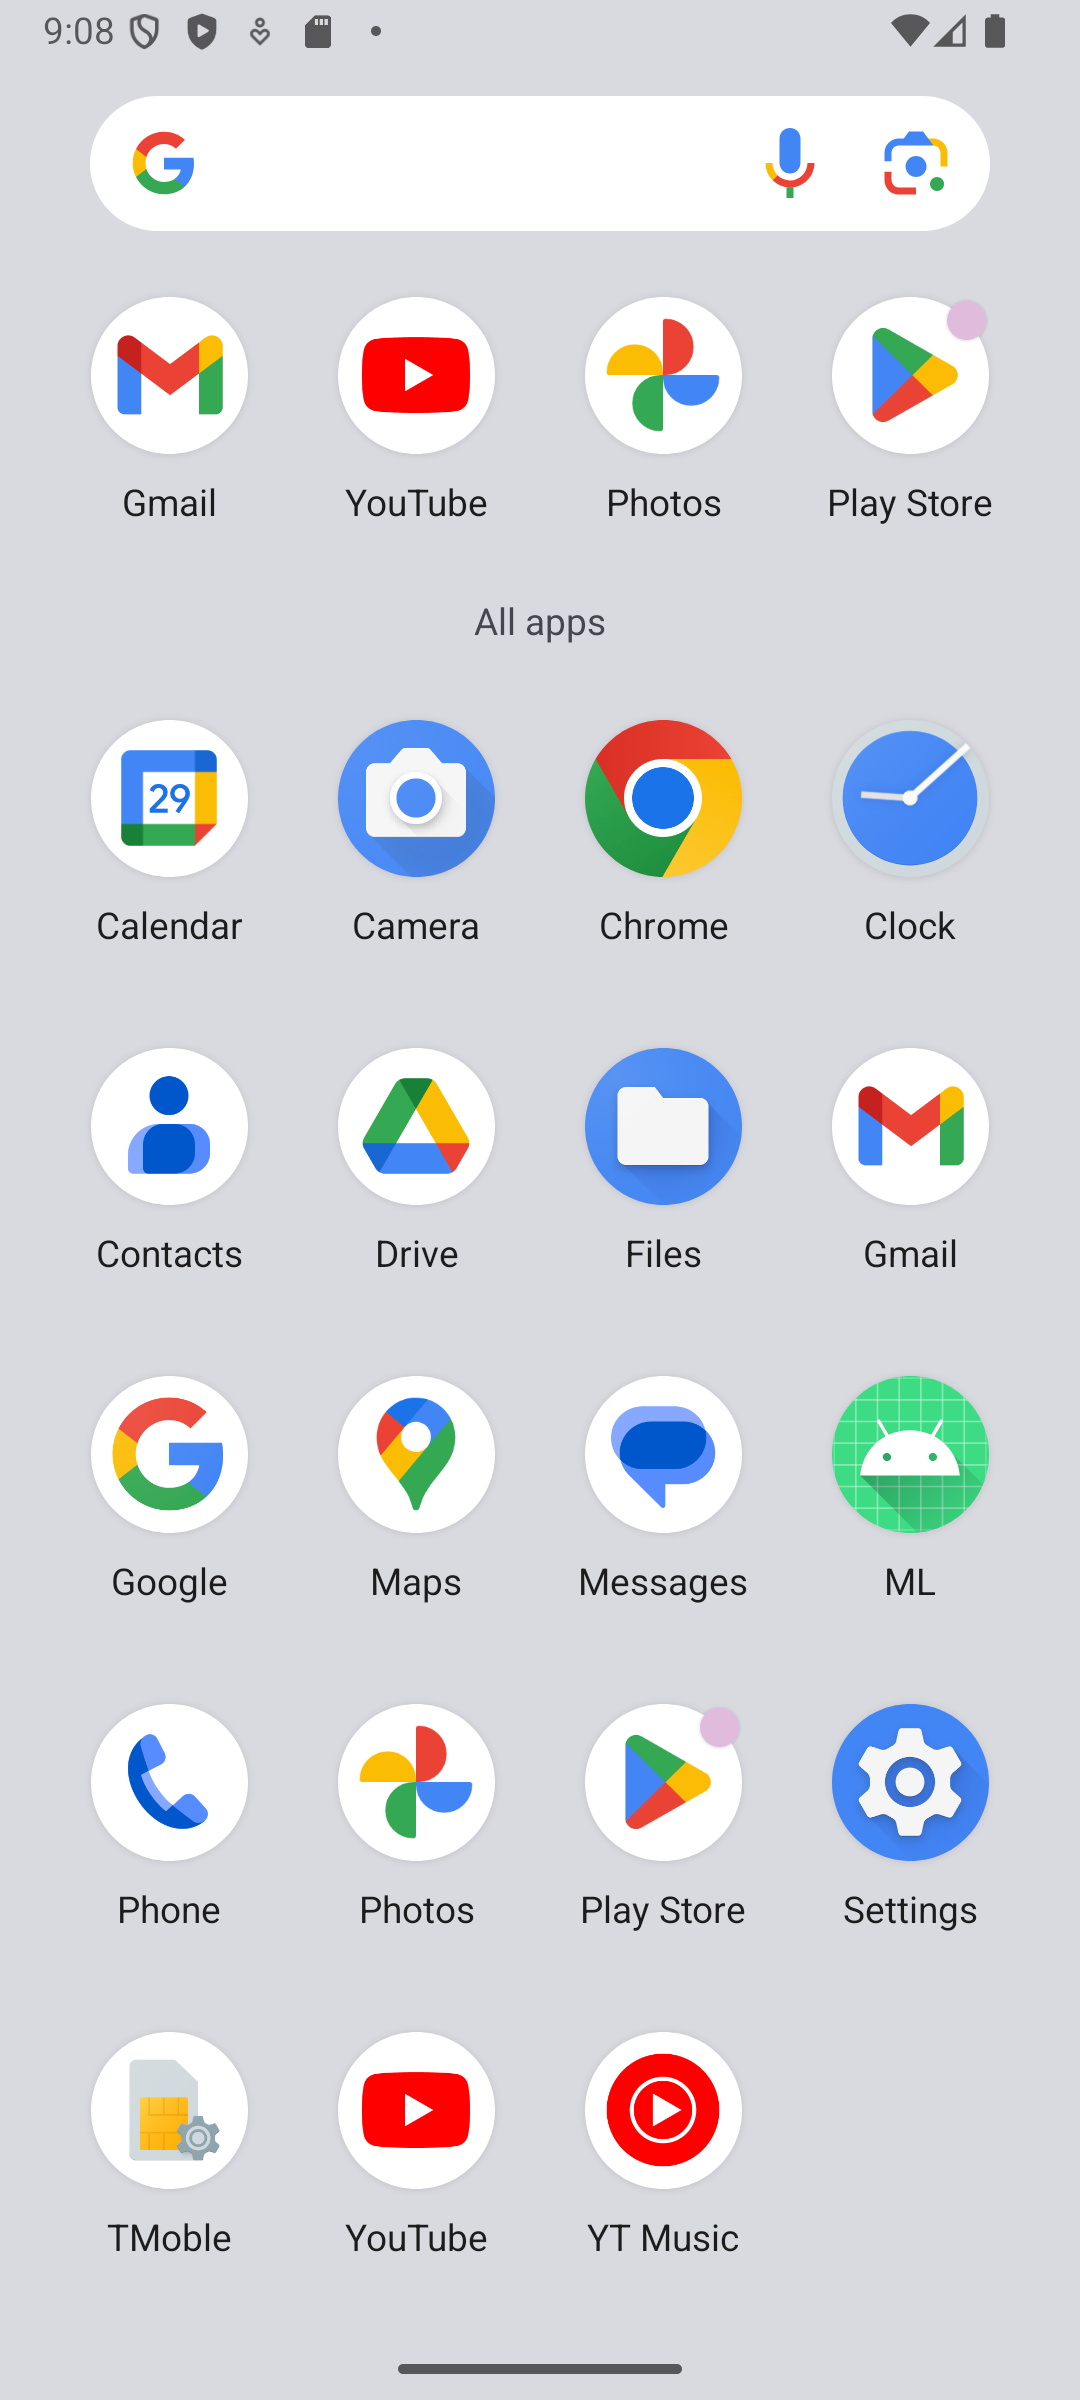 9:08
Gmail YouTube Photos Play Store
All apps
29
Calendar Camera Chrome Clock
Contacts Drive Files Gmail
Google Maps Messages ML
Phone Photos Play Store Settings
TMoble YouTube YT Music